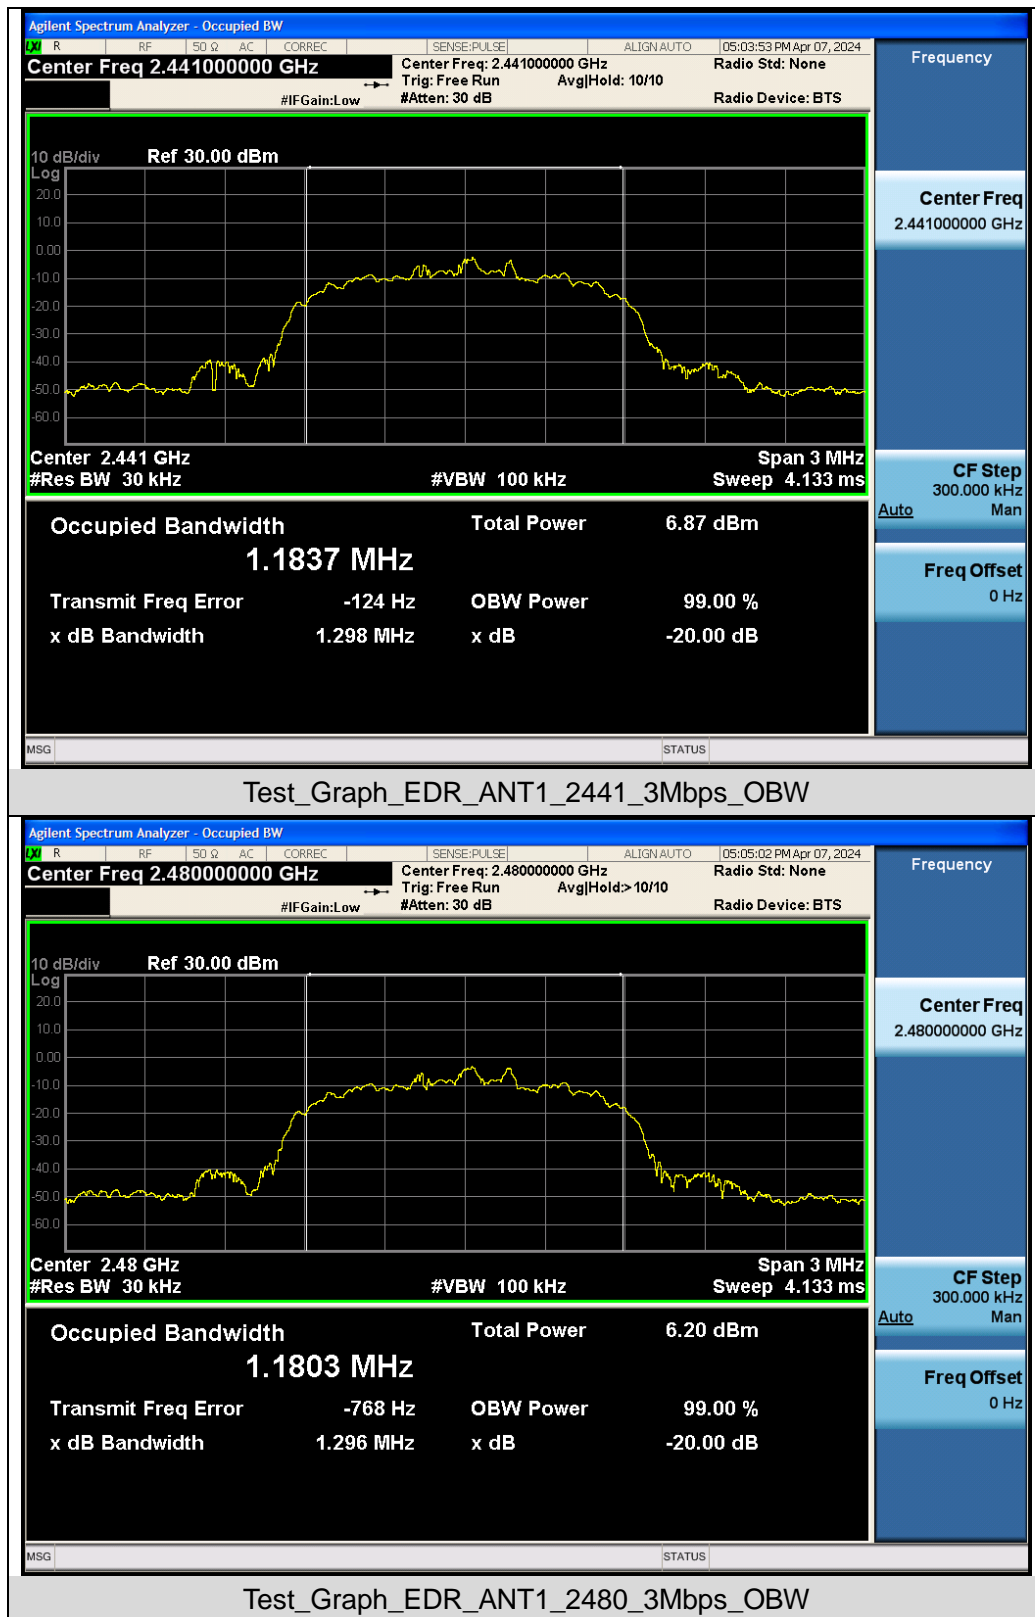 Agilent Spectrum Analyzer - Occupied BW
LXI R RF 50 Ω AC CORREC SENSE:PULSE ALIGN AUTO 05:03:53 PM Apr 07, 2024
Center Freq 2.441000000 GHz
Center Freq: 2.441000000 GHz
Radio Std: None
Trig: Free Run Avg|Hold: 10/10
#IFGain:Low
#Atten: 30 dB
Radio Device: BTS
Frequency
10 dB/div Ref 30.00 dBm
Log
20.0
10.0
0.00
-10.0
-20.0
-30.0
-40.0
-50.0
-60.0
Center 2.441 GHz
Span 3 MHz
#Res BW 30 kHz
#VBW 100 kHz
Sweep 4.133 ms
Center Freq
2.441000000 GHz
CF Step
300.000 kHz
Auto Man
Freq Offset
0 Hz
Occupied Bandwidth
Total Power 6.87 dBm
1.1837 MHz
Transmit Freq Error -124 Hz
OBW Power 99.00 %
x dB Bandwidth 1.298 MHz
x dB -20.00 dB
MSG
STATUS
Test_Graph_EDR_ANT1_2441_3Mbps_OBW
Agilent Spectrum Analyzer - Occupied BW
LXI R RF 50 Ω AC CORREC SENSE:PULSE ALIGN AUTO 05:05:02 PM Apr 07, 2024
Center Freq 2.480000000 GHz
Center Freq: 2.480000000 GHz
Radio Std: None
Trig: Free Run Avg|Hold:>10/10
#IFGain:Low
#Atten: 30 dB
Radio Device: BTS
Frequency
10 dB/div Ref 30.00 dBm
Log
20.0
10.0
0.00
-10.0
-20.0
-30.0
-40.0
-50.0
-60.0
Center 2.48 GHz
Span 3 MHz
#Res BW 30 kHz
#VBW 100 kHz
Sweep 4.133 ms
Center Freq
2.480000000 GHz
CF Step
300.000 kHz
Auto Man
Freq Offset
0 Hz
Occupied Bandwidth
Total Power 6.20 dBm
1.1803 MHz
Transmit Freq Error -768 Hz
OBW Power 99.00 %
x dB Bandwidth 1.296 MHz
x dB -20.00 dB
MSG
STATUS
Test_Graph_EDR_ANT1_2480_3Mbps_OBW